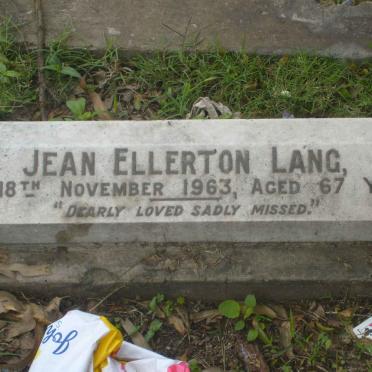 JEAN ELLERTON LANG,
18TH NOVEMBER 1963, AGED 67 Y
"DEARLY LOVED SADLY MISSED."